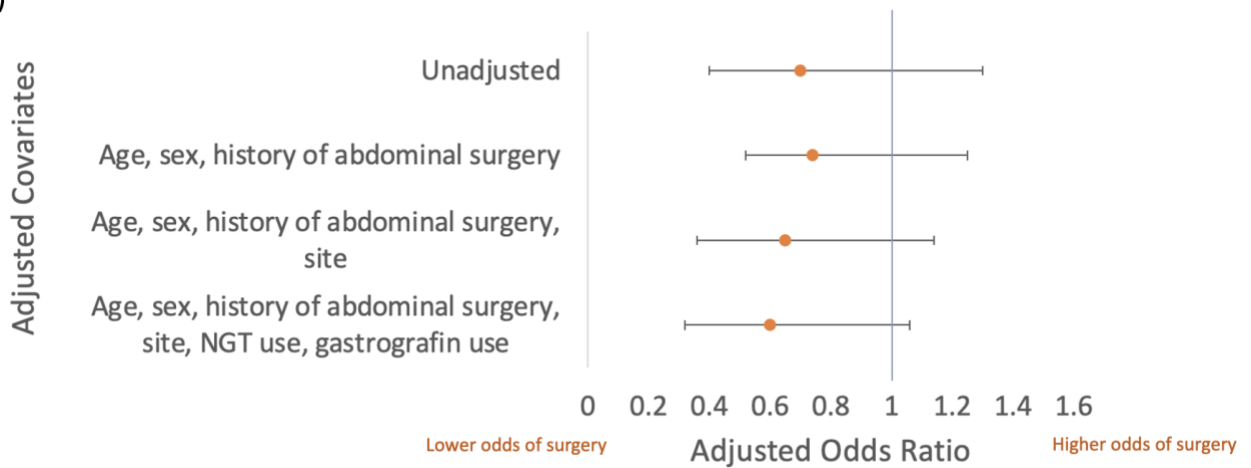 )
Adjusted Covariates
Unadjusted
Age, sex, history of abdominal surgery
Age, sex, history of abdominal surgery,
site
Age, sex, history of abdominal surgery,
site, NGT use, gastrografin use
0 0.2 0.4 0.6 0.8 1 1.2 1.4 1.6
Lower odds of surgery
Adjusted Odds Ratio
Higher odds of surgery